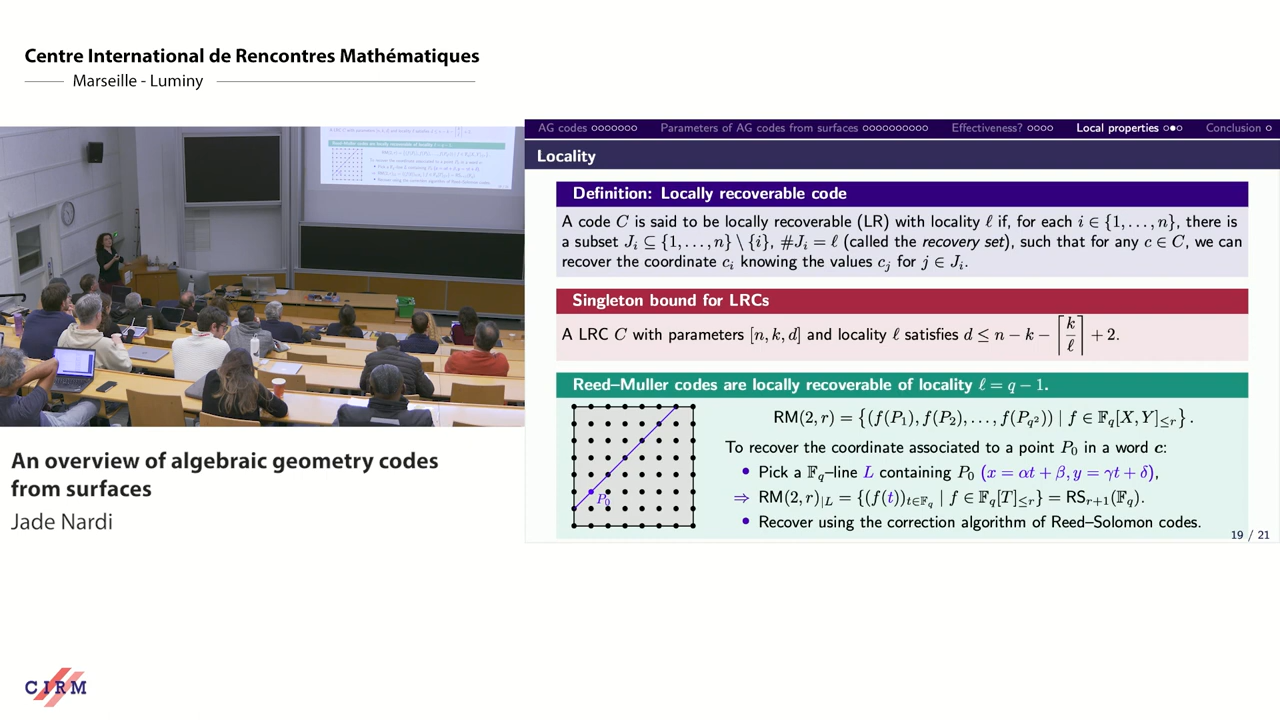 Centre International de Rencontres Mathématiques
Marseille - Luminy
AG codes Parameters of AG codes from surfaces Effectiveness? Local properties Conclusion
Locality
Definition: Locally recoverable code
A code C is said to be locally recoverable (LR) with locality ℓ if, for each i ∈ {1, . . . , n}, there is
a subset J_i ⊆ {1, . . . , n} \ {i}, #J_i = ℓ (called the recovery set), such that for any c ∈ C, we can
recover the coordinate c_i knowing the values c_j for j ∈ J_i.
Singleton bound for LRCs
A LRC C with parameters [n, k, d] and locality ℓ satisfies d ≤ n − k − ⌈k/ℓ⌉ + 2.
Reed–Muller codes are locally recoverable of locality ℓ = q − 1.
RM(2, r) = {(f(P_1), f(P_2), . . . , f(P_{q^2})) | f ∈ F_q[X, Y]_{≤r}}.
To recover the coordinate associated to a point P_0 in a word c:
• Pick a F_q–line L containing P_0 (x = αt + β, y = γt + δ),
⇒ RM(2, r)_{|L} = {(f(t))_{t∈F_q} | f ∈ F_q[T]_{≤r}} = RS_{r+1}(F_q).
• Recover using the correction algorithm of Reed–Solomon codes.
P_0
19 / 21
An overview of algebraic geometry codes
from surfaces
Jade Nardi
CIRM